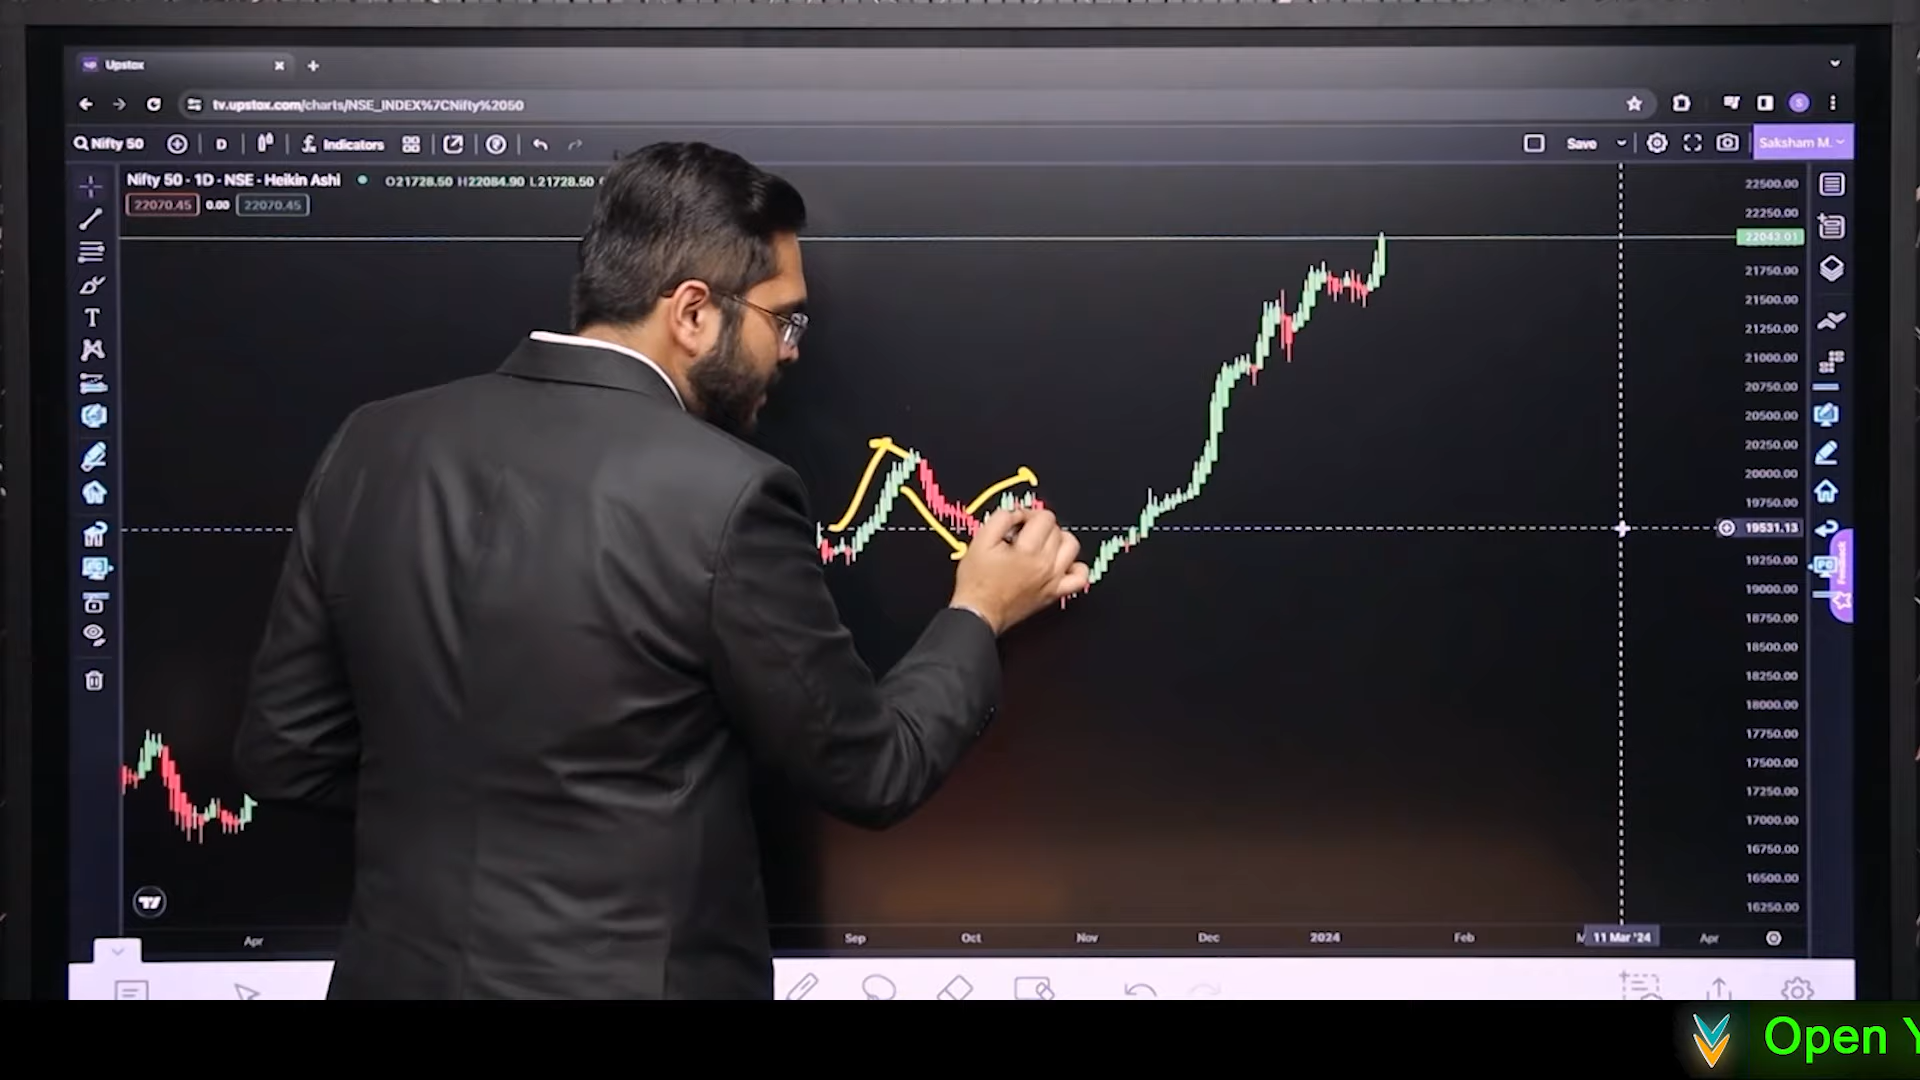 Upstox
tv.upstox.com/charts/NSE_INDEX%7CNifty%2050
S
Nifty 50
D
Indicators
Save
Saksham M.
Nifty 50 - 1D - NSE - Heikin Ashi
O21728.50 H22084.90 L21728.50
22070.45 0.00 22070.45
22500.00
22250.00
22043.01
21750.00
21500.00
21250.00
21000.00
20750.00
20500.00
20250.00
20000.00
19750.00
19531.13
19250.00
19000.00
18750.00
18500.00
18250.00
18000.00
17750.00
17500.00
17250.00
17000.00
16750.00
16500.00
16250.00
Feedback
Apr Sep Oct Nov Dec 2024 Feb 11 Mar '24 Apr
Open